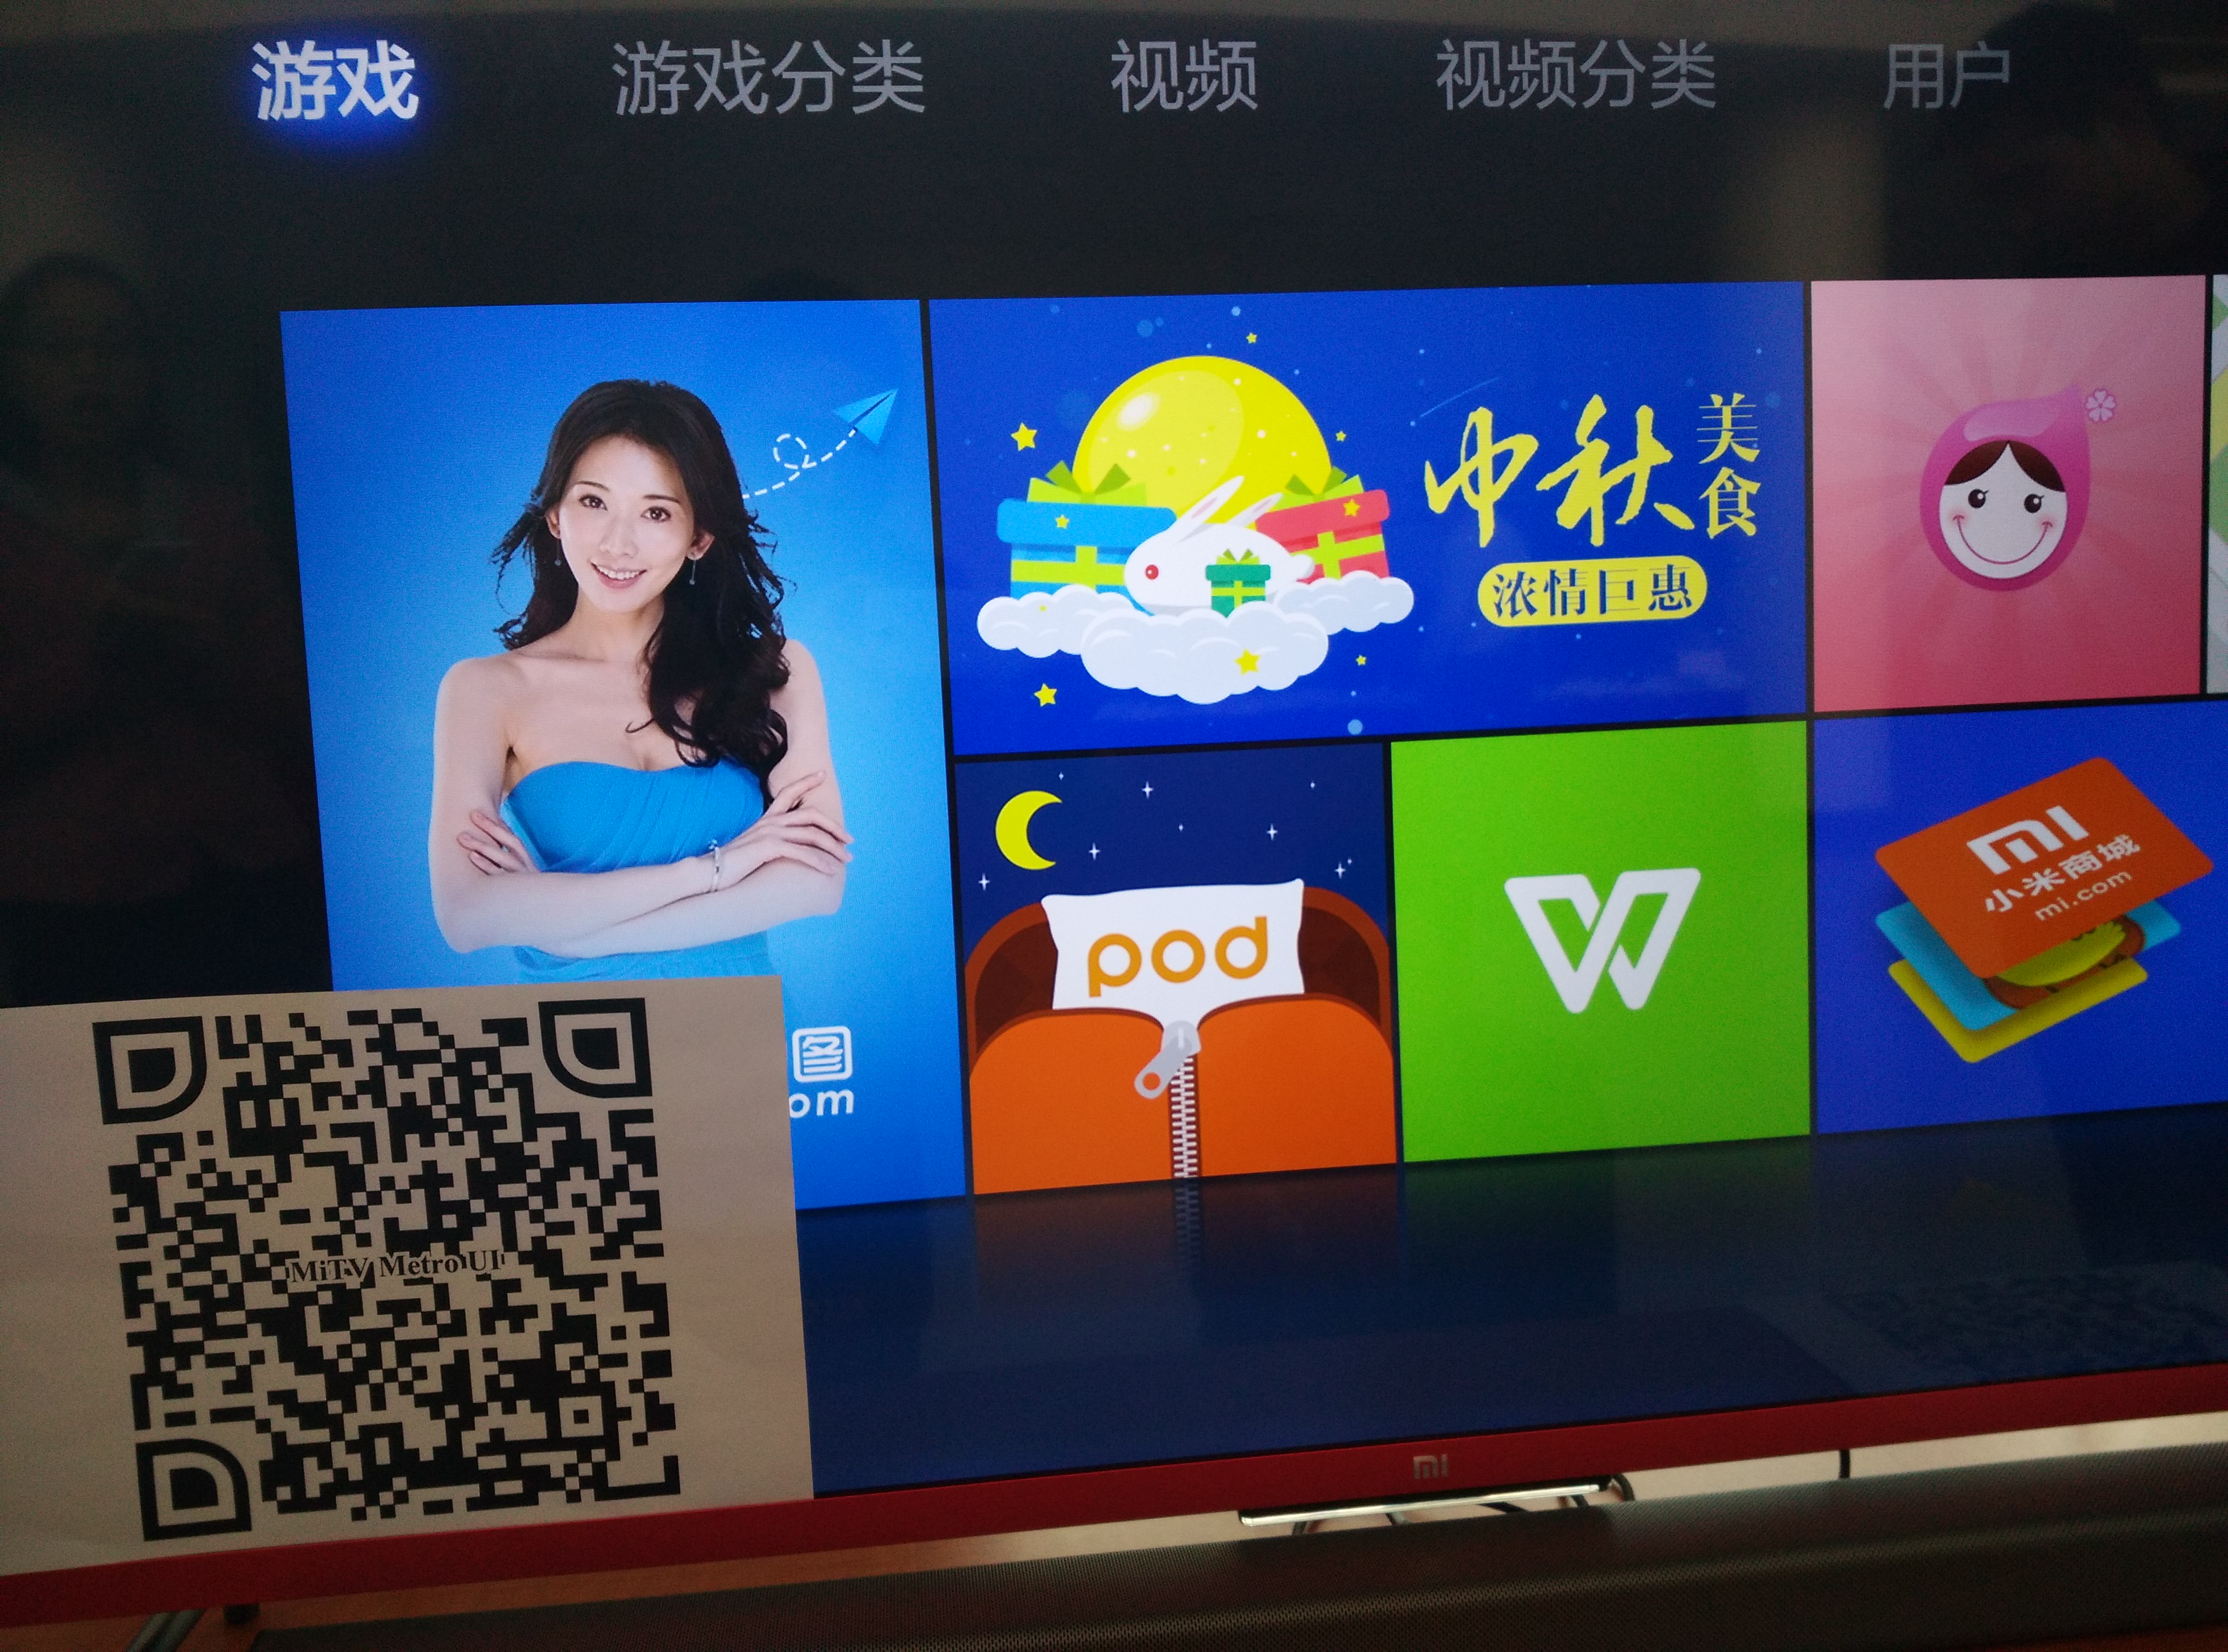 游戏
游戏分类
视频
视频分类
用户
中秋
美食
浓情巨惠
pod
mi
小米商城
mi.com
图
om
MiTV Metro UI
mi